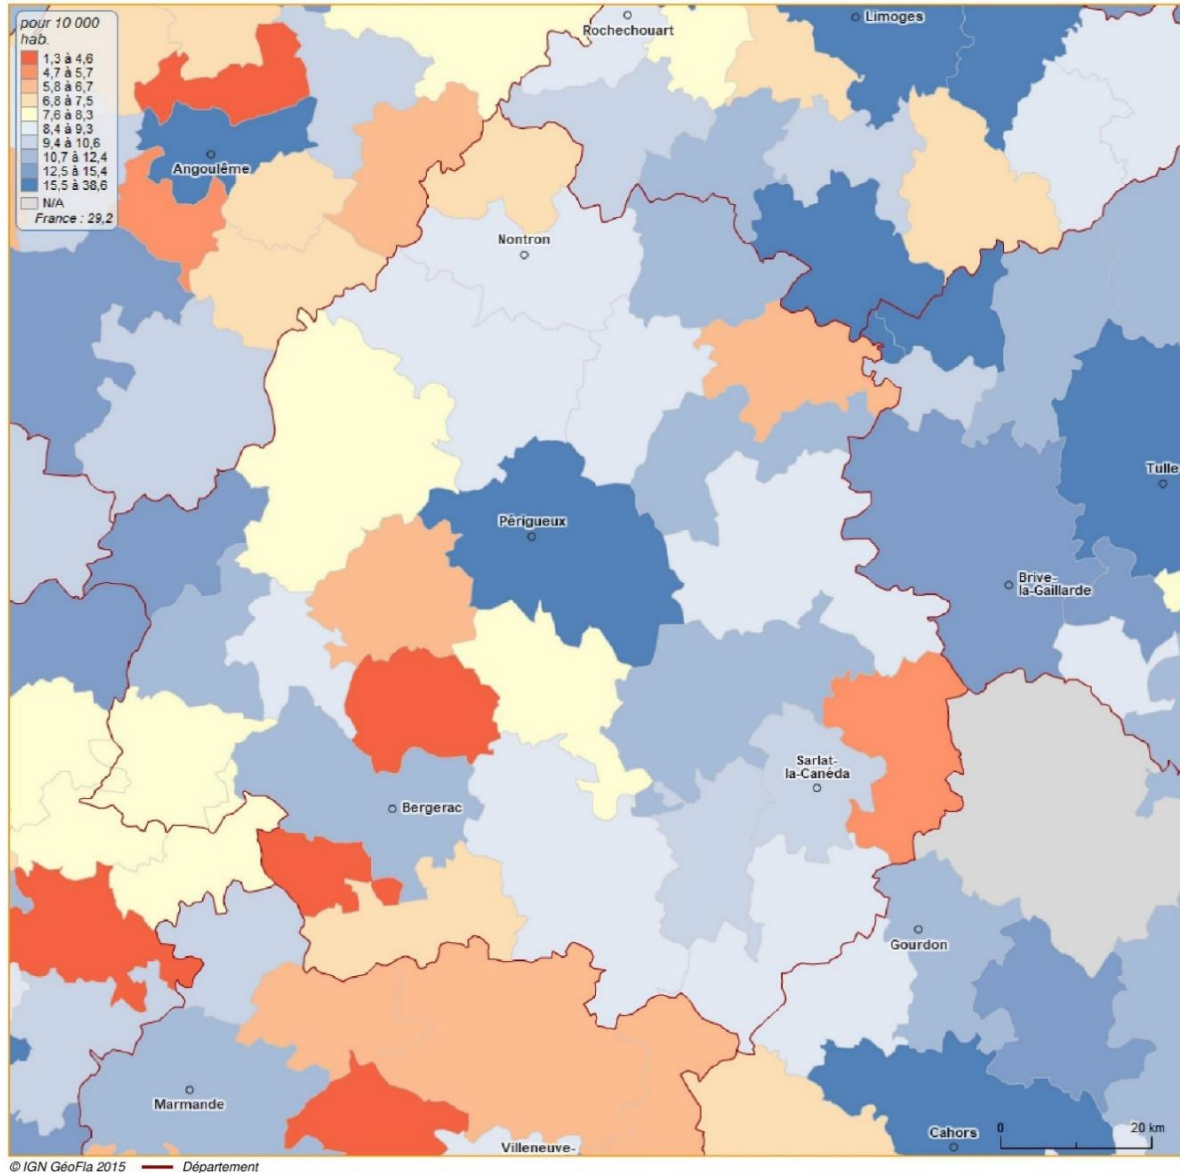 pour 10 000
hab.
1,3 à 4,6
4,7 à 5,7
5,8 à 6,7
6,8 à 7,5
7,6 à 8,3
8,4 à 9,3
9,4 à 10,6
10,7 à 12,4
12,5 à 15,4
15,5 à 38,6
N/A
France : 29,2
Rochechouart
Limoges
Angoulême
Nontron
Tulle
Périgueux
Brive-
la-Gaillarde
Sarlat-
la-Canéda
Bergerac
Gourdon
Marmande
Villeneuve-
Cahors
0
20 km
© IGN GéoFla 2015
Département